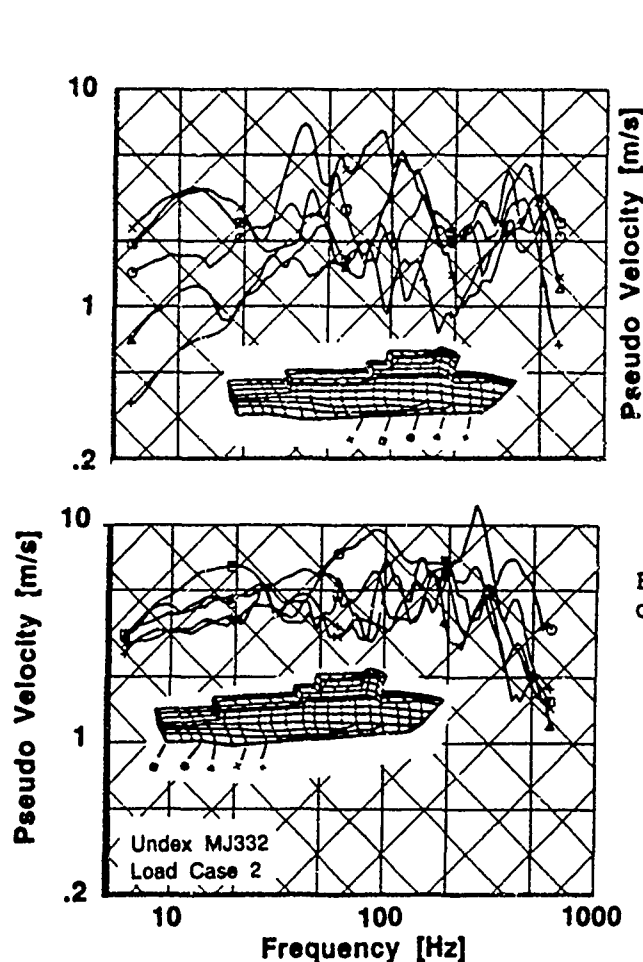 10
Pseudo Velocity [m/s]
1
.2
10
Pseudo Velocity [m/s]
1
Undex MJ332
Load Case 2
.2
10 100 1000
Frequency [Hz]